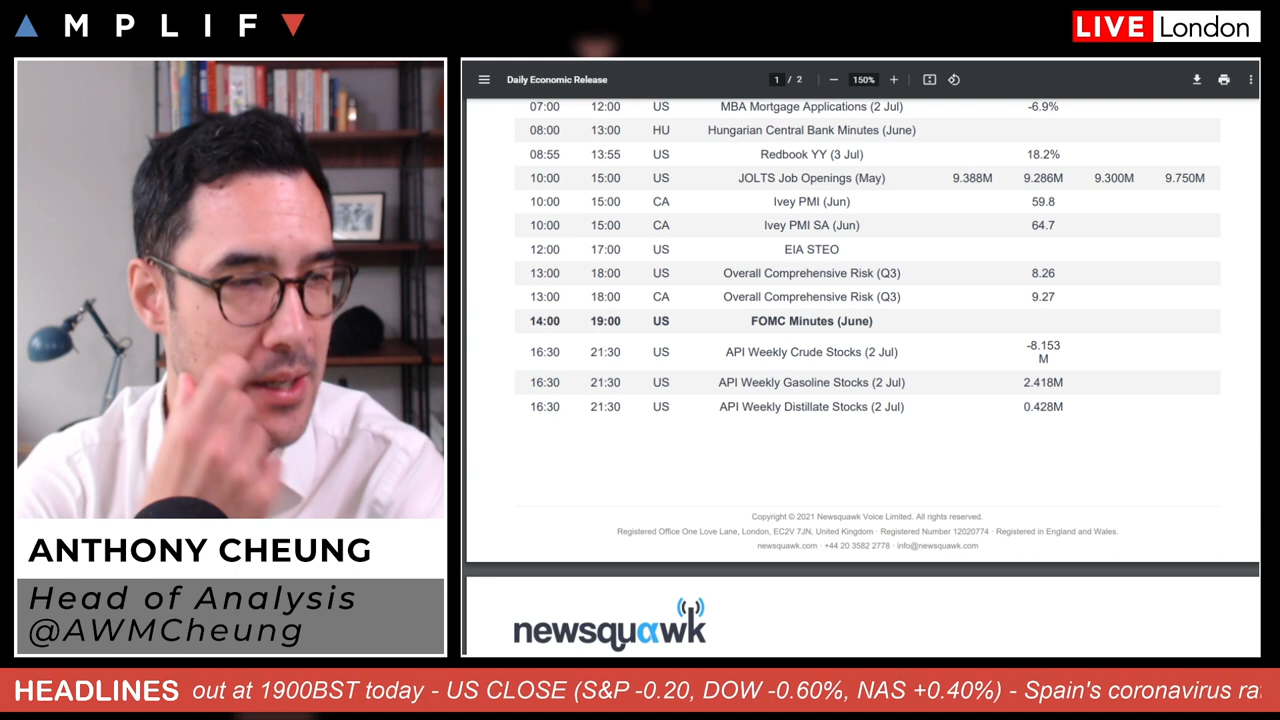 AMPLIFY
LIVE London
Daily Economic Release
1 / 2
150%
07:00 12:00 US MBA Mortgage Applications (2 Jul) -6.9%
08:00 13:00 HU Hungarian Central Bank Minutes (June)
08:55 13:55 US Redbook YY (3 Jul) 18.2%
10:00 15:00 US JOLTS Job Openings (May) 9.388M 9.286M 9.300M 9.750M
10:00 15:00 CA Ivey PMI (Jun) 59.8
10:00 15:00 CA Ivey PMI SA (Jun) 64.7
12:00 17:00 US EIA STEO
13:00 18:00 US Overall Comprehensive Risk (Q3) 8.26
13:00 18:00 CA Overall Comprehensive Risk (Q3) 9.27
14:00 19:00 US FOMC Minutes (June)
16:30 21:30 US API Weekly Crude Stocks (2 Jul) -8.153
M
16:30 21:30 US API Weekly Gasoline Stocks (2 Jul) 2.418M
16:30 21:30 US API Weekly Distillate Stocks (2 Jul) 0.428M
Copyright © 2021 Newsquawk Voice Limited. All rights reserved.
Registered Office One Love Lane, London, EC2V 7JN, United Kingdom · Registered Number 12020774 · Registered in England and Wales.
newsquawk.com · +44 20 3582 2778 · info@newsquawk.com
newsquawk
ANTHONY CHEUNG
Head of Analysis
@AWMCheung
HEADLINES out at 1900BST today - US CLOSE (S&P -0.20, DOW -0.60%, NAS +0.40%) - Spain's coronavirus ra